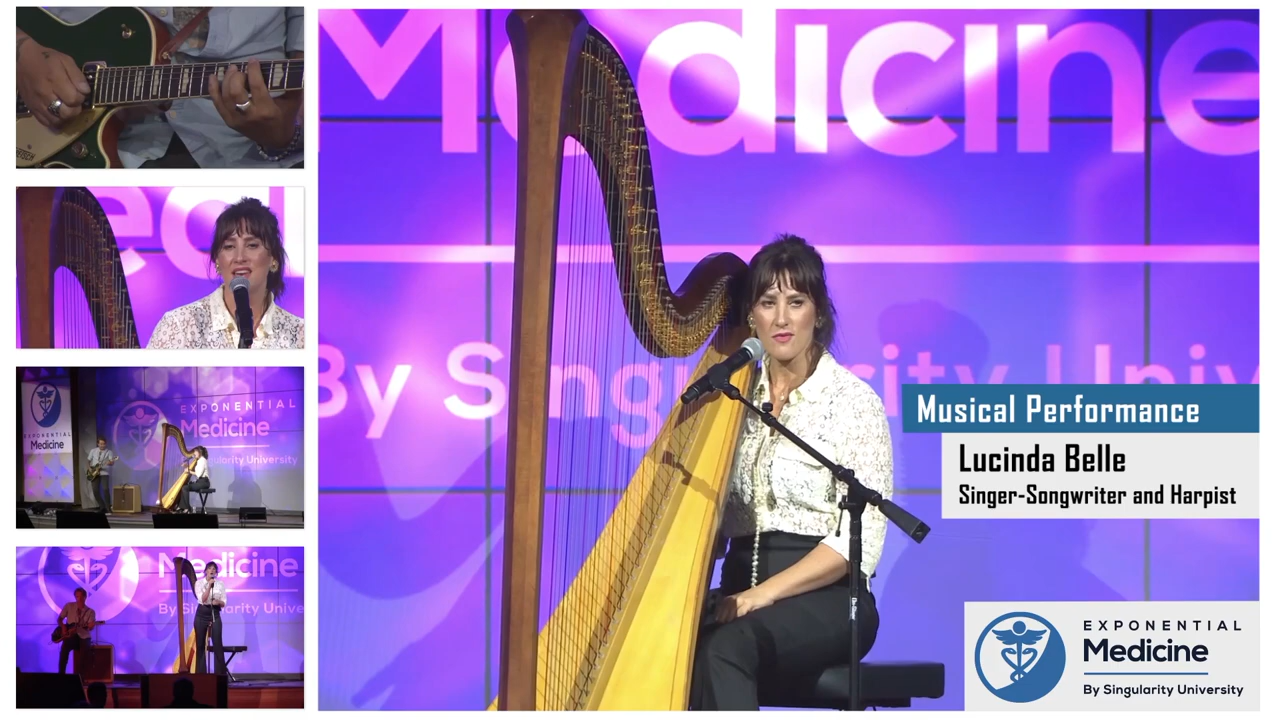 ed
EXPONENTIAL
Medicine
EXPONENTIAL
Medicine
Singularity University
Medicine
By Singularity Unive
Medicine
By Singularity Univ
Musical Performance
Lucinda Belle
Singer-Songwriter and Harpist
EXPONENTIAL
Medicine
By Singularity University